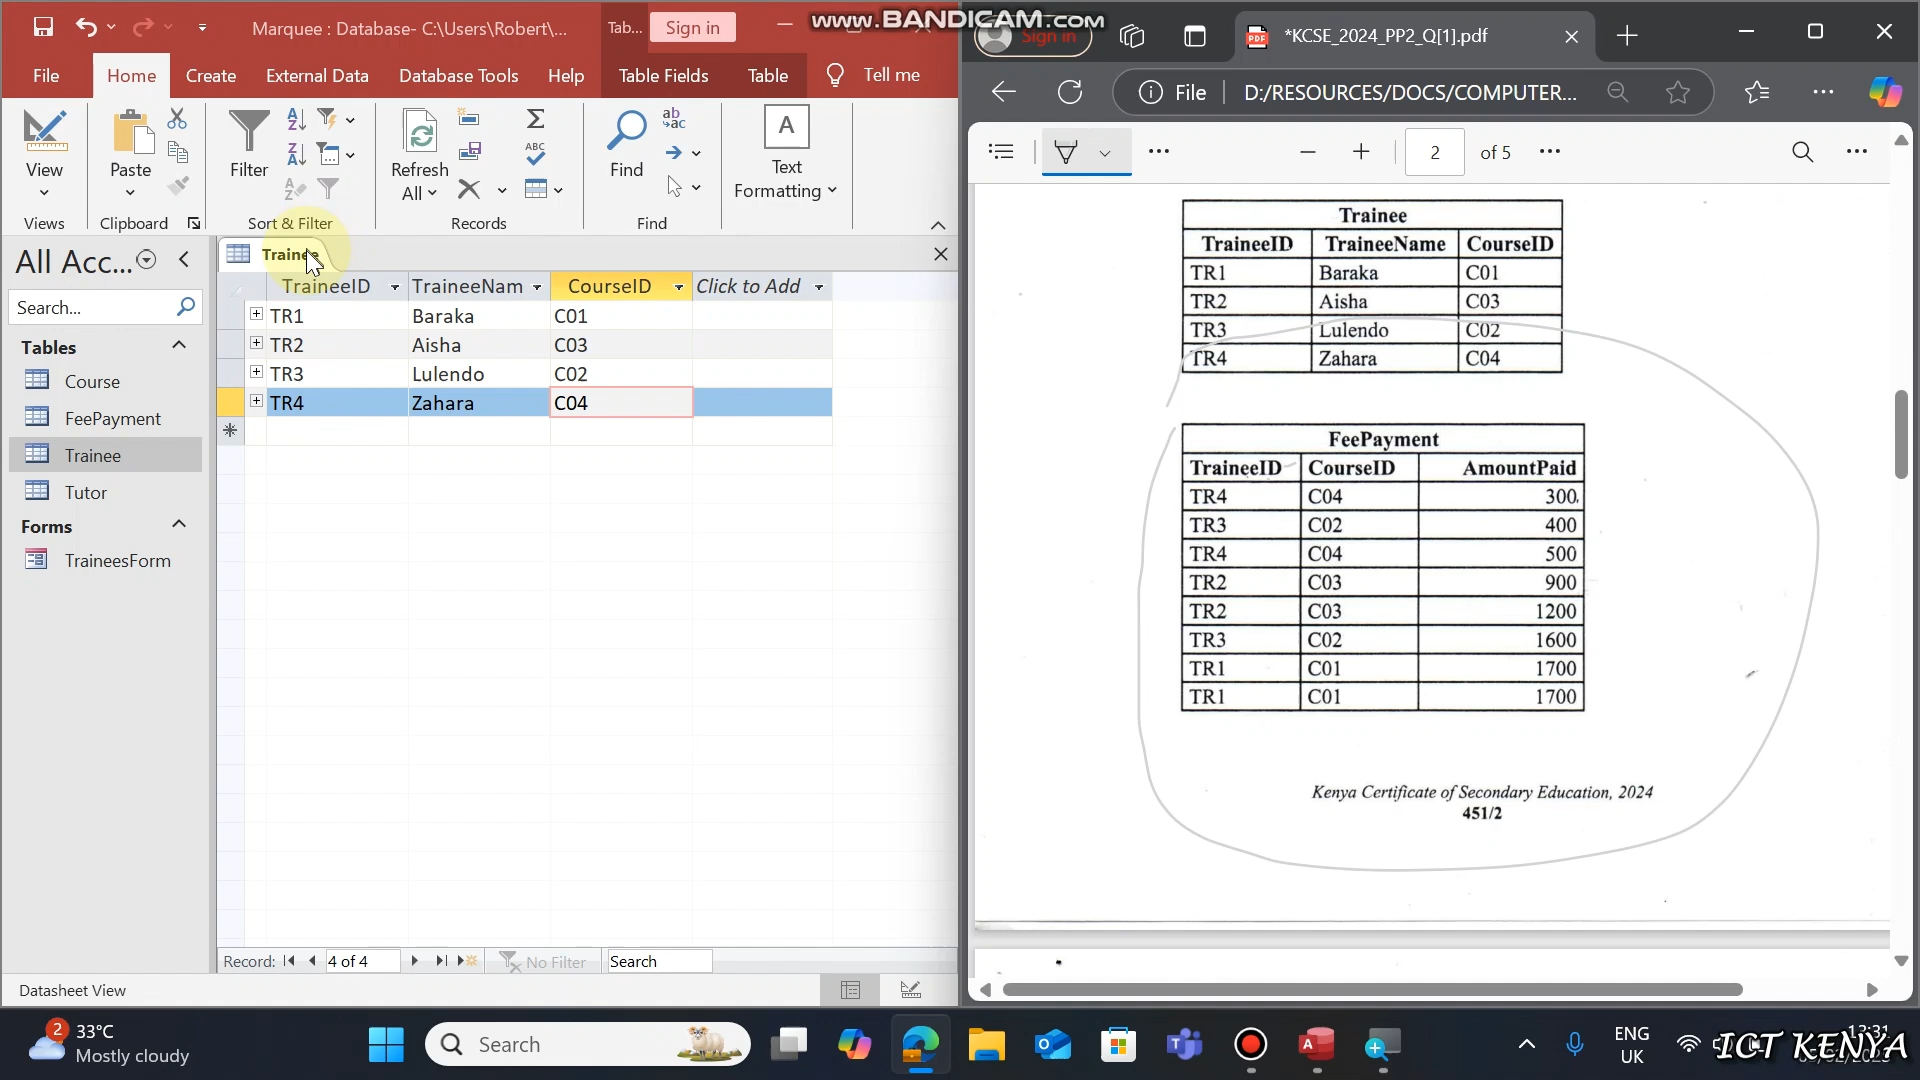 Marquee : Database- C:\Users\Robert\...
Tab...
Sign in
www.BANDICAM.com
File
Home
Create
External Data
Database Tools
Help
Table Fields
Table
Tell me
View
Paste
Filter
Refresh
All
Find
Text
Formatting
Views
Clipboard
Sort & Filter
Records
Find
All Acc...
Search...
Tables
Course
FeePayment
Trainee
Tutor
Forms
TraineesForm
Trainee
TraineeID TraineeNam CourseID Click to Add
TR1 Baraka C01
TR2 Aisha C03
TR3 Lulendo C02
TR4 Zahara C04
Record: 4 of 4 No Filter Search
Datasheet View
Sign in
*KCSE_2024_PP2_Q[1].pdf
File D:/RESOURCES/DOCS/COMPUTER...
2 of 5
Trainee
TraineeID TraineeName CourseID
TR1 Baraka C01
TR2 Aisha C03
TR3 Lulendo C02
TR4 Zahara C04
FeePayment
TraineeID CourseID AmountPaid
TR4 C04 300
TR3 C02 400
TR4 C04 500
TR2 C03 900
TR2 C03 1200
TR3 C02 1600
TR1 C01 1700
TR1 C01 1700
Kenya Certificate of Secondary Education, 2024
451/2
2
33°C
Mostly cloudy
Search
ENG
UK
ICT KENYA